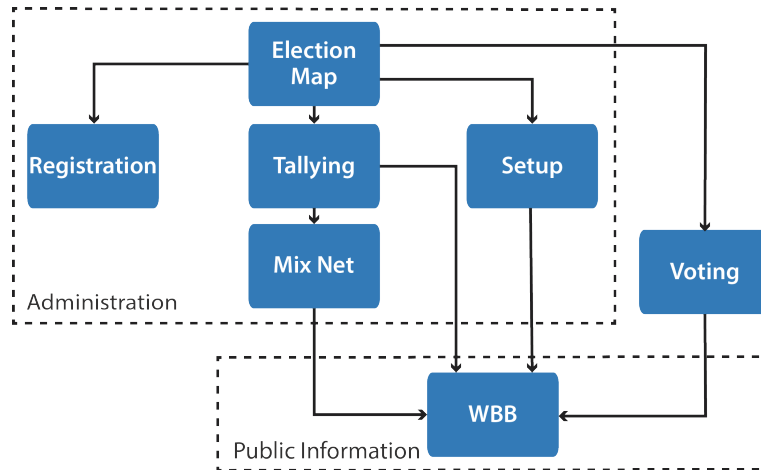 Election
Map
Registration
Tallying
Setup
Mix Net
Voting
Administration
WBB
Public Information